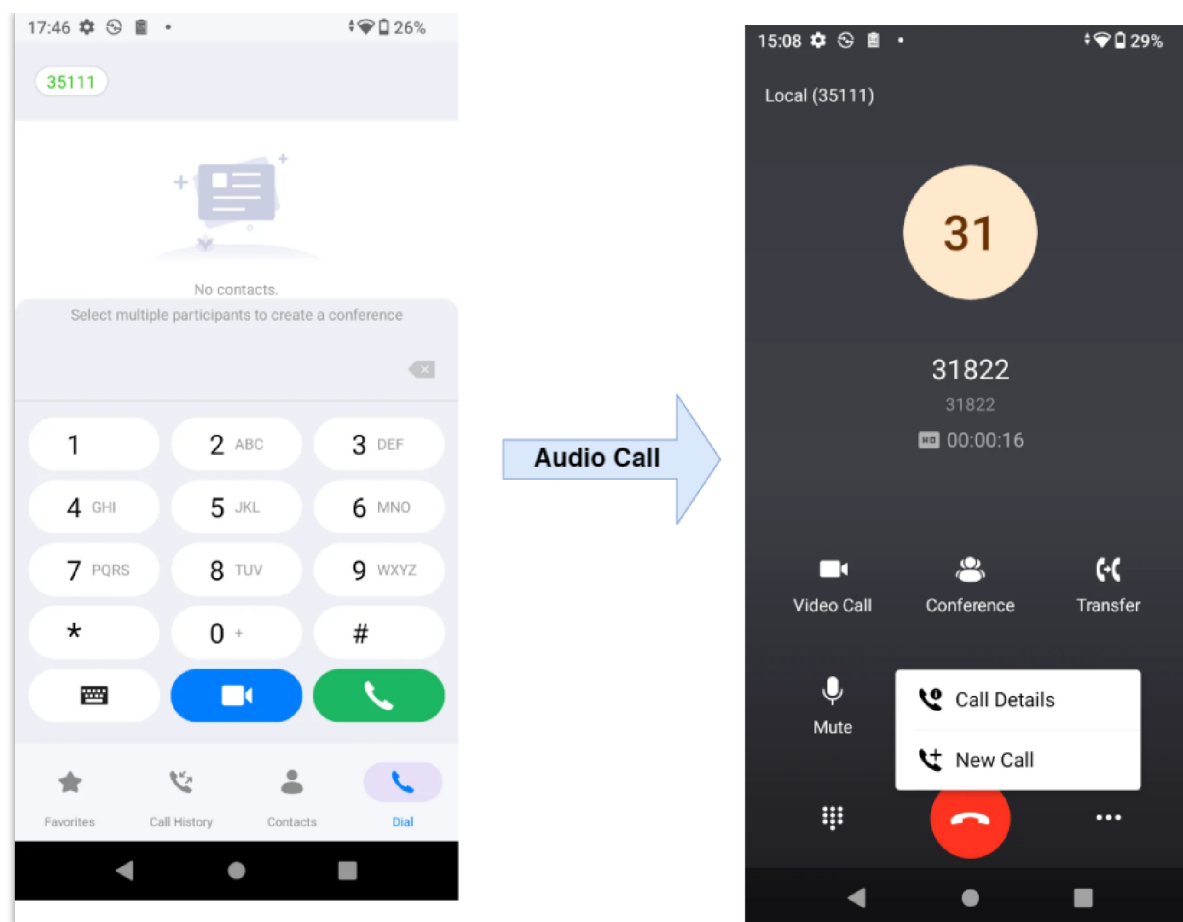 17:46 26%
35111
No contacts.
Select multiple participants to create a conference
1 2 ABC 3 DEF
4 GHI 5 JKL 6 MNO
7 PQRS 8 TUV 9 WXYZ
* 0 + #
Favorites Call History Contacts Dial
Audio Call
15:08 29%
Local (35111)
31
31822
31822
HD 00:00:16
Video Call Conference Transfer
Mute
Call Details
New Call